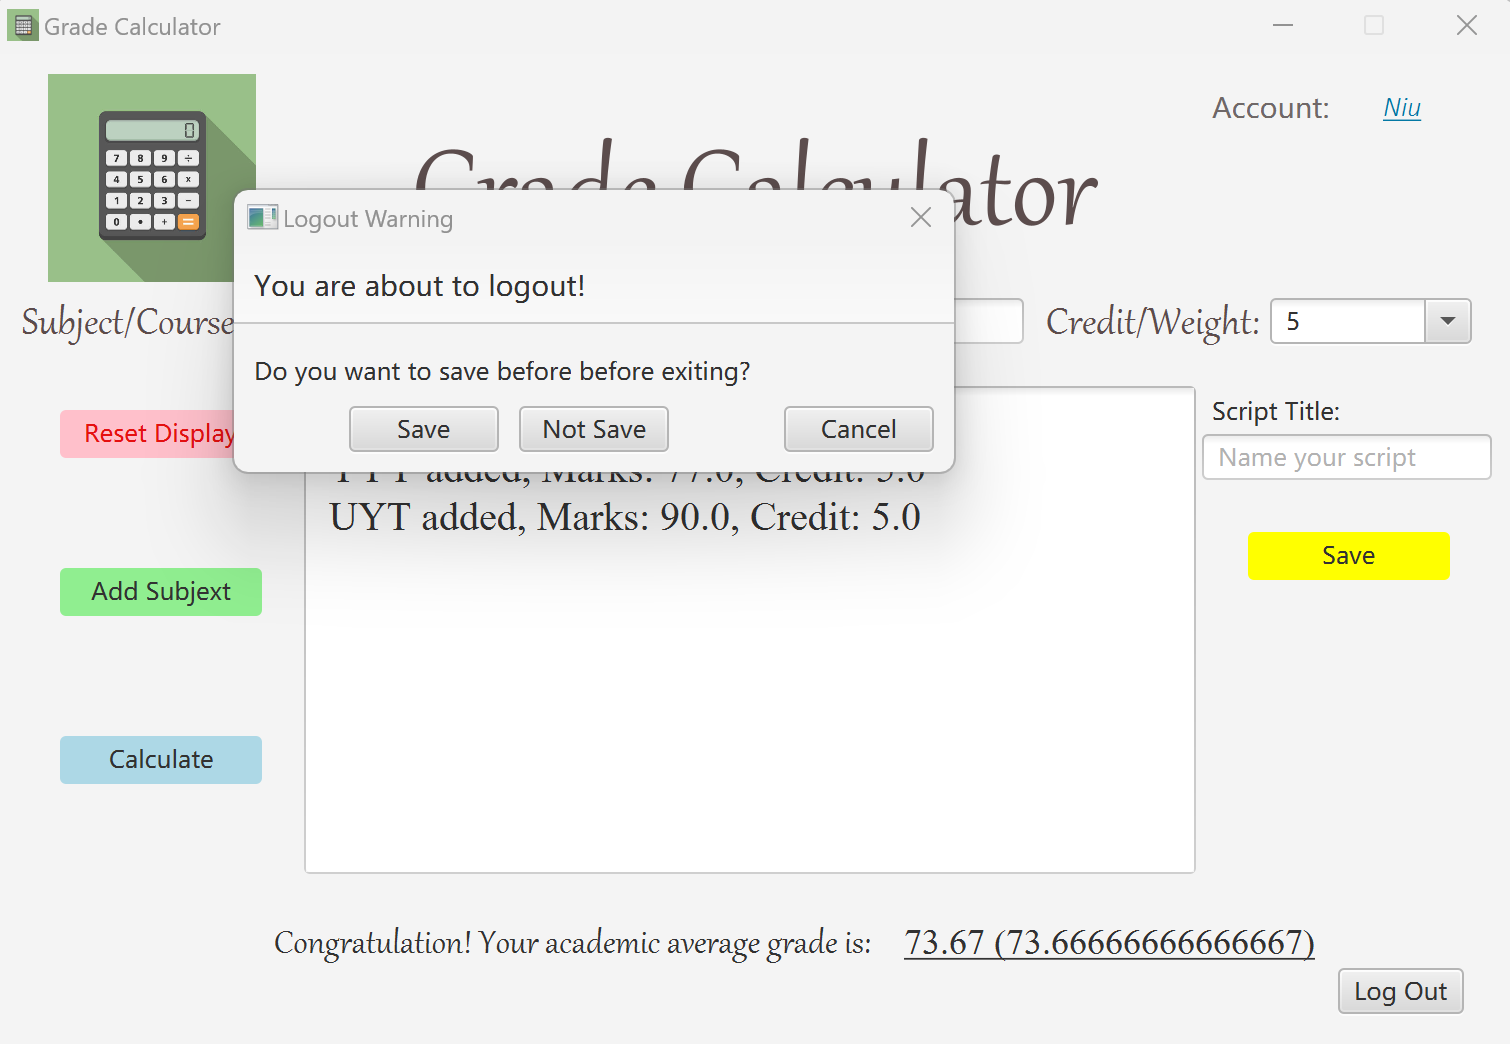 Grade Calculator
Account: Niu
Grade Calculator
0
7 8 9 ÷
4 5 6 x
1 2 3 −
0 • + =
Logout Warning
You are about to logout!
Subject/Course
Credit/Weight: 5
Do you want to save before before exiting?
Save Not Save Cancel
Reset Display
Script Title:
Name your script
added, Marks: 77.0, Credit: 5.0
UYT added, Marks: 90.0, Credit: 5.0
Save
Add Subjext
Calculate
Congratulation! Your academic average grade is: 73.67 (73.66666666666667)
Log Out